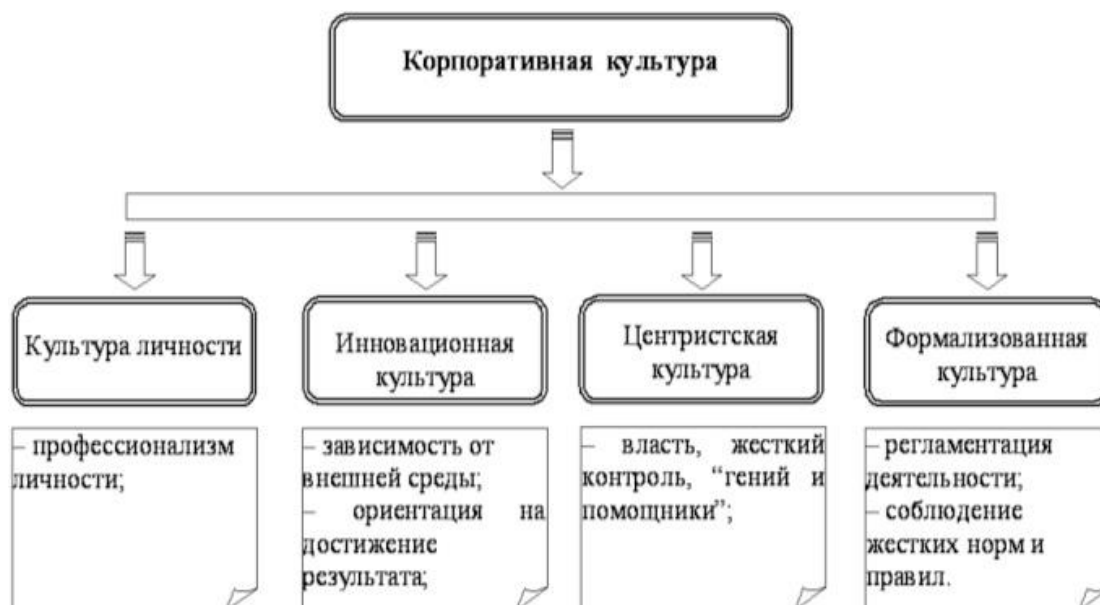 Корпоративная культура
Культура личности
Инновационная
культура
Центристская
культура
Формализованная
культура
– профессионализм
личности;
– зависимость от
внешней среды;
– ориентация на
достижение
результата;
– власть, жесткий
контроль, “гений и
помощники”;
– регламентация
деятельности;
– соблюдение
жестких норм и
правил.